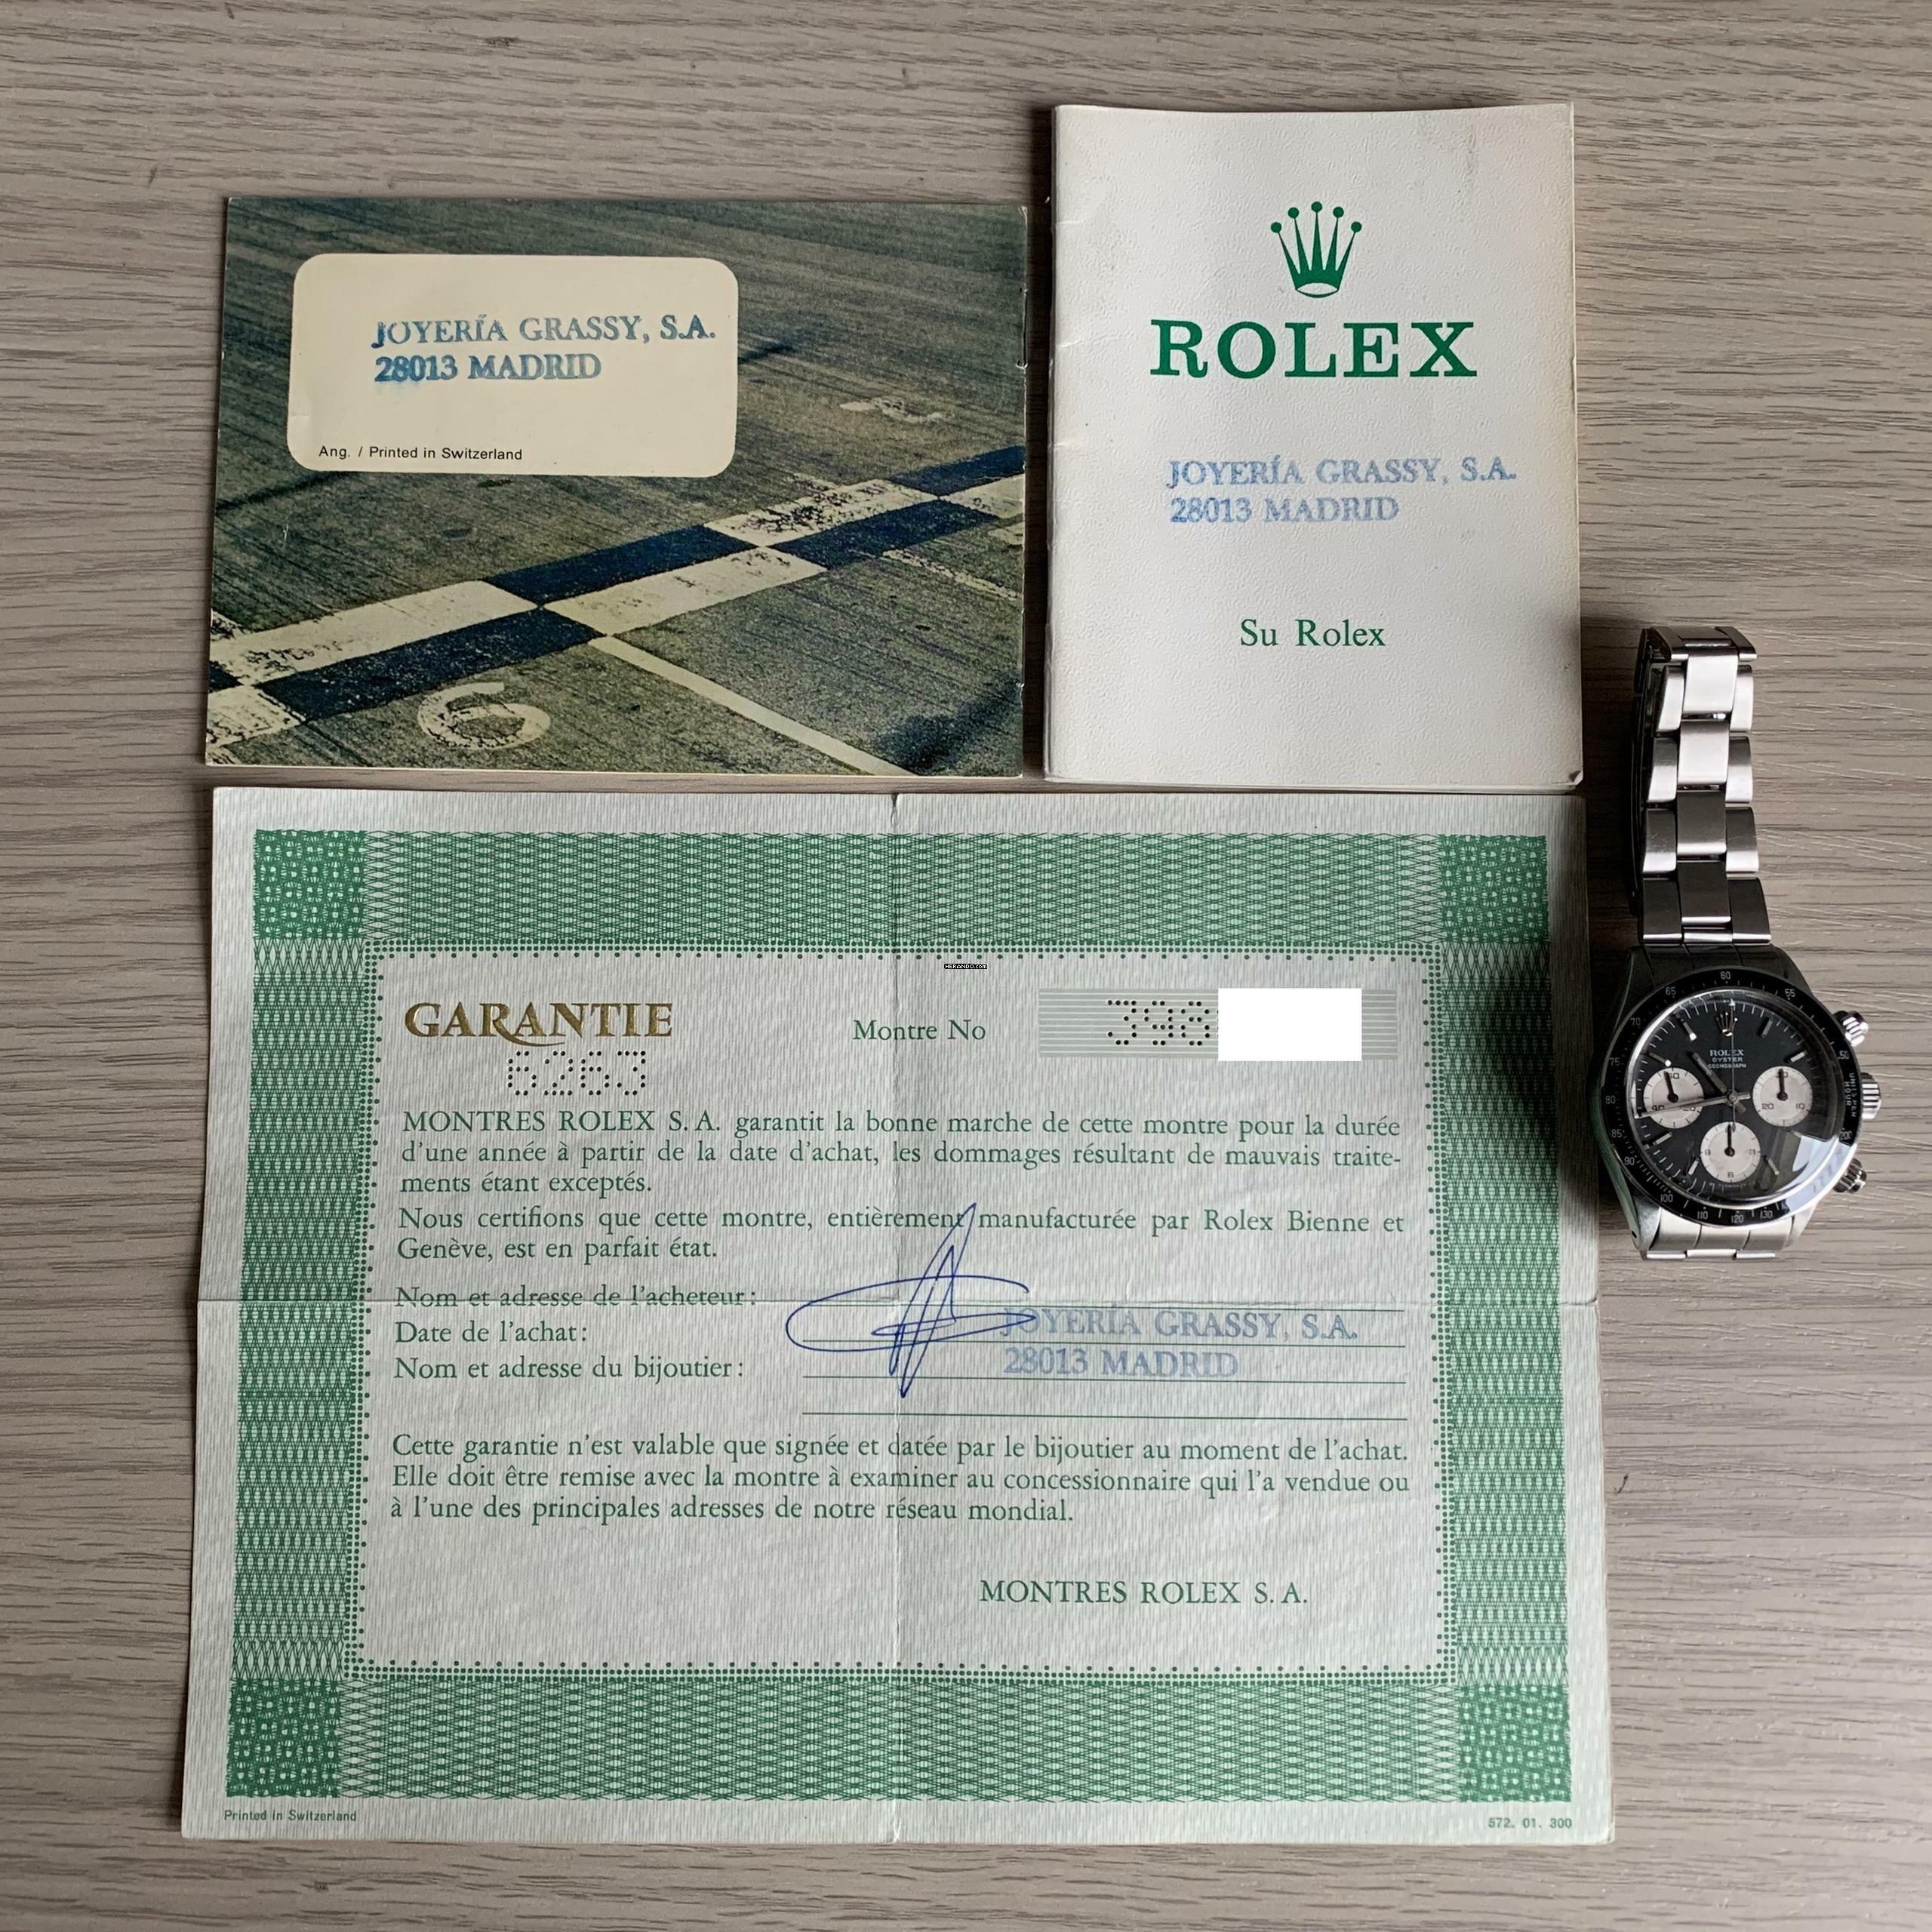 JOYERÍA GRASSY, S.A.
28013 MADRID
Ang. / Printed in Switzerland
ROLEX
JOYERÍA GRASSY, S.A.
28013 MADRID
Su Rolex
GARANTIE
6263
Montre No 398
MONTRES ROLEX S.A. garantit la bonne marche de cette montre pour la durée
d'une année à partir de la date d'achat, les dommages résultant de mauvais traite-
ments étant exceptés.
Nous certifions que cette montre, entièrement manufacturée par Rolex Bienne et
Genève, est en parfait état.
Nom et adresse de l'acheteur:
Date de l'achat:
JOYERÍA GRASSY, S.A.
Nom et adresse du bijoutier:
28013 MADRID
Cette garantie n'est valable que signée et datée par le bijoutier au moment de l'achat.
Elle doit être remise avec la montre à examiner au concessionnaire qui l'a vendue ou
à l'une des principales adresses de notre réseau mondial.
MONTRES ROLEX S.A.
Printed in Switzerland
572. 01. 300
ROLEX
OYSTER
COSMOGRAPH